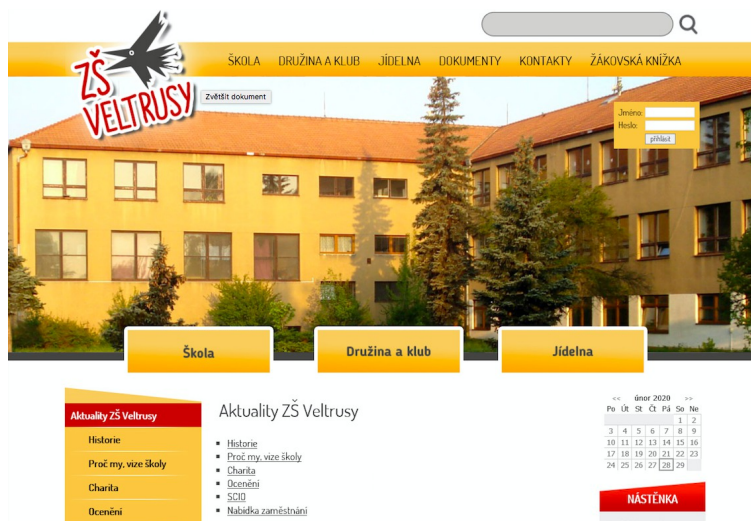 ZŠ
VELTRUSY
ŠKOLA DRUŽINA A KLUB JÍDELNA DOKUMENTY KONTAKTY ŽÁKOVSKÁ KNÍŽKA
Zvětšit dokument
Jméno:
Heslo:
přihlásit
Škola Družina a klub Jídelna
Aktuality ZŠ Veltrusy
Historie
Proč my, vize školy
Charita
Ocenění
Aktuality ZŠ Veltrusy
Historie
Proč my, vize školy
Charita
Ocenění
SCIO
Nabídka zaměstnání
<< únor 2020 >>
Po Út St Čt Pá So Ne
1 2
3 4 5 6 7 8 9
10 11 12 13 14 15 16
17 18 19 20 21 22 23
24 25 26 27 28 29
NÁSTĚNKA